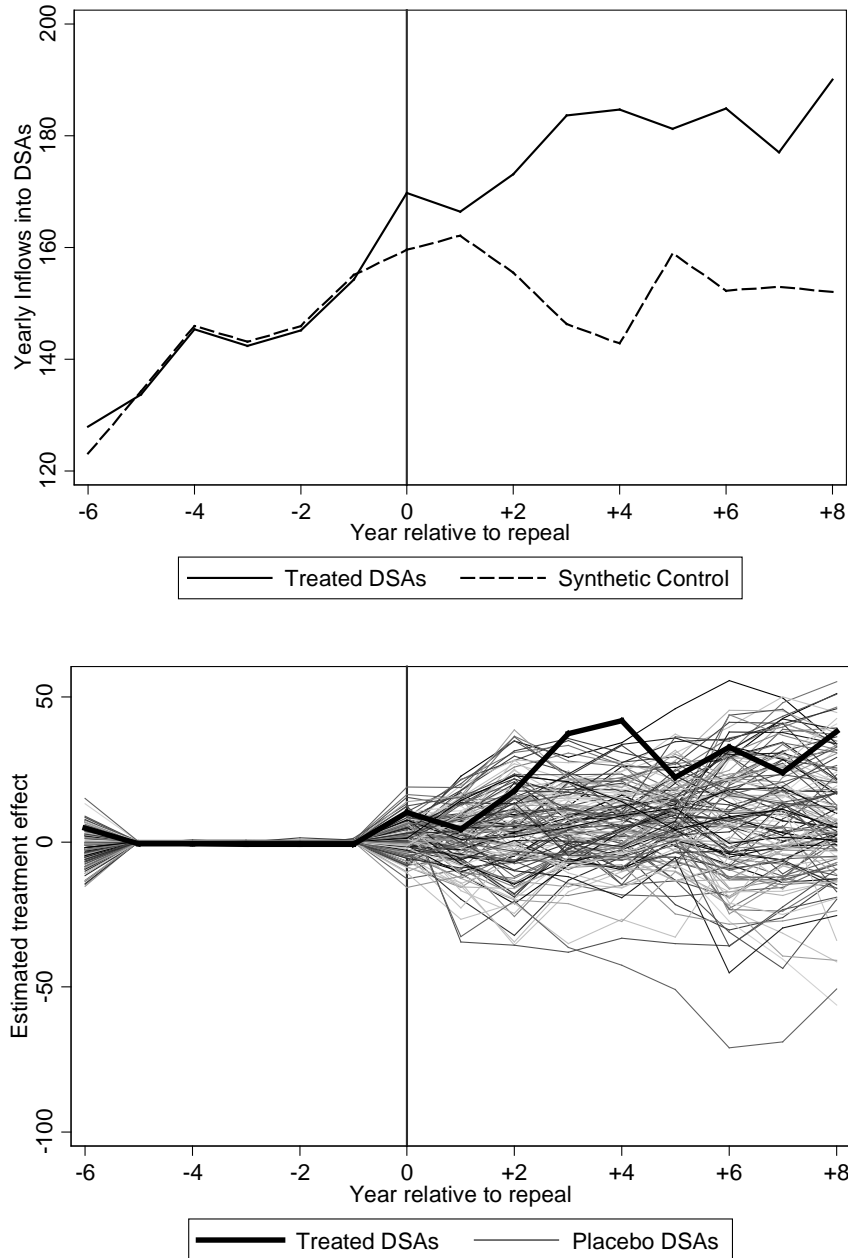 200
180
160
140
120
Yearly Inflows into DSAs
-6 -4 -2 0 +2 +4 +6 +8
Year relative to repeal
Treated DSAs Synthetic Control
50
0
-50
-100
Estimated treatment effect
-6 -4 -2 0 +2 +4 +6 +8
Year relative to repeal
Treated DSAs Placebo DSAs